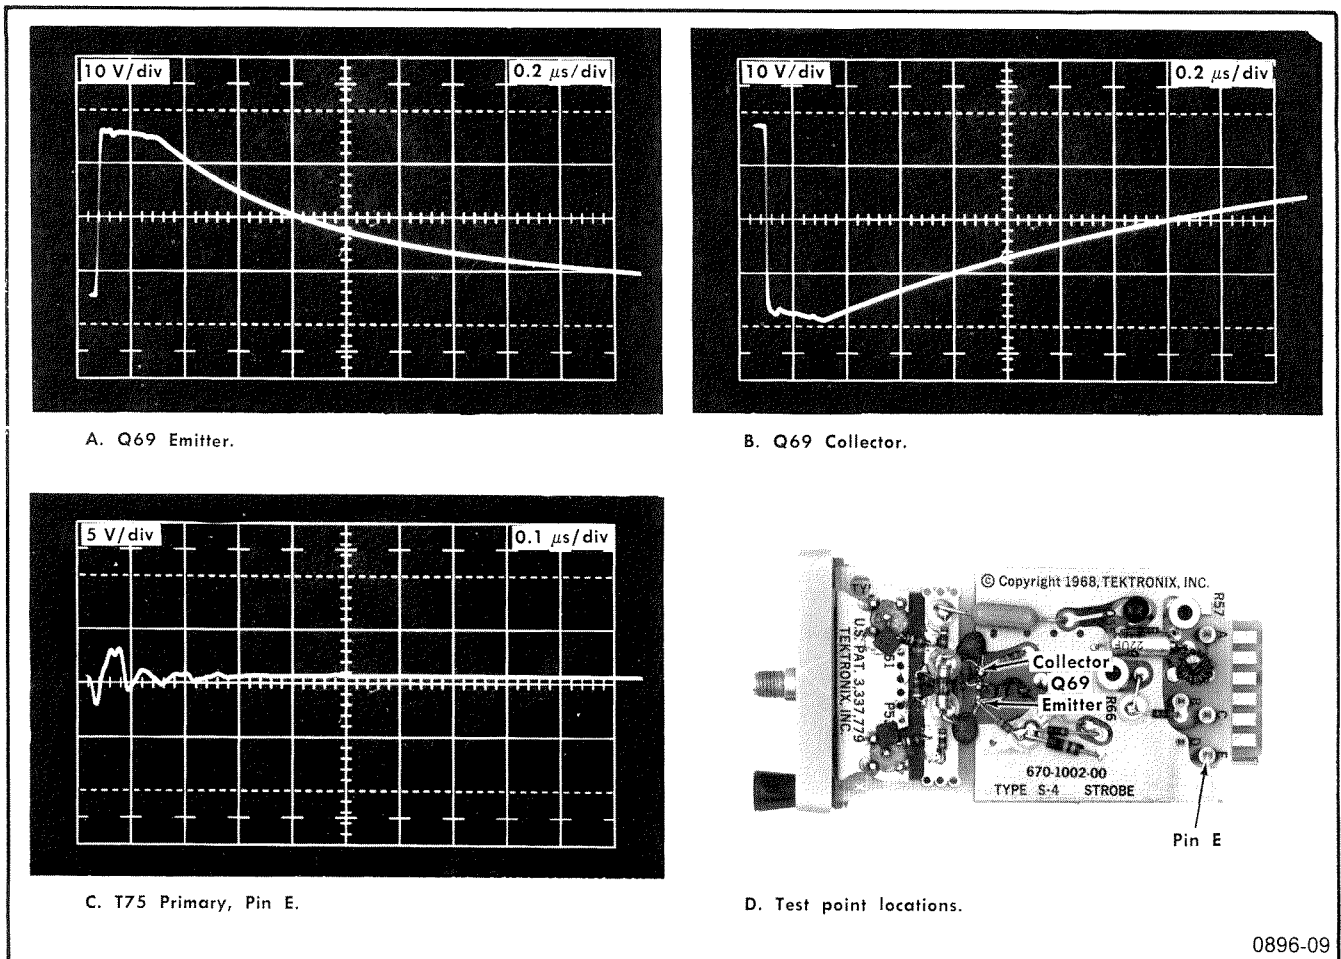 10 V/div
0.2 μs/div
A. Q69 Emitter.
10 V/div
0.2 μs/div
B. Q69 Collector.
5 V/div
0.1 μs/div
C. T75 Primary, Pin E.
© Copyright 1968, TEKTRONIX, INC.
R57
A
U.S. PAT. 3,337,779
TEKTRONIX, INC.
Collector
Q69
Emitter
R66
C
E
670-1002-00
TYPE S-4 STROBE
Pin E
D. Test point locations.
0896-09